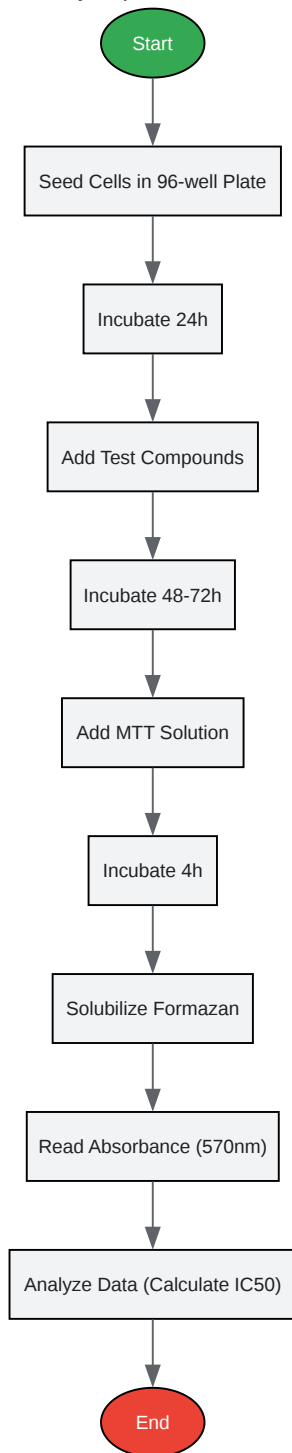 Start
Seed Cells in 96-well Plate
Incubate 24h
Add Test Compounds
Incubate 48-72h
Add MTT Solution
Incubate 4h
Solubilize Formazan
Read Absorbance (570nm)
Analyze Data (Calculate IC50)
End